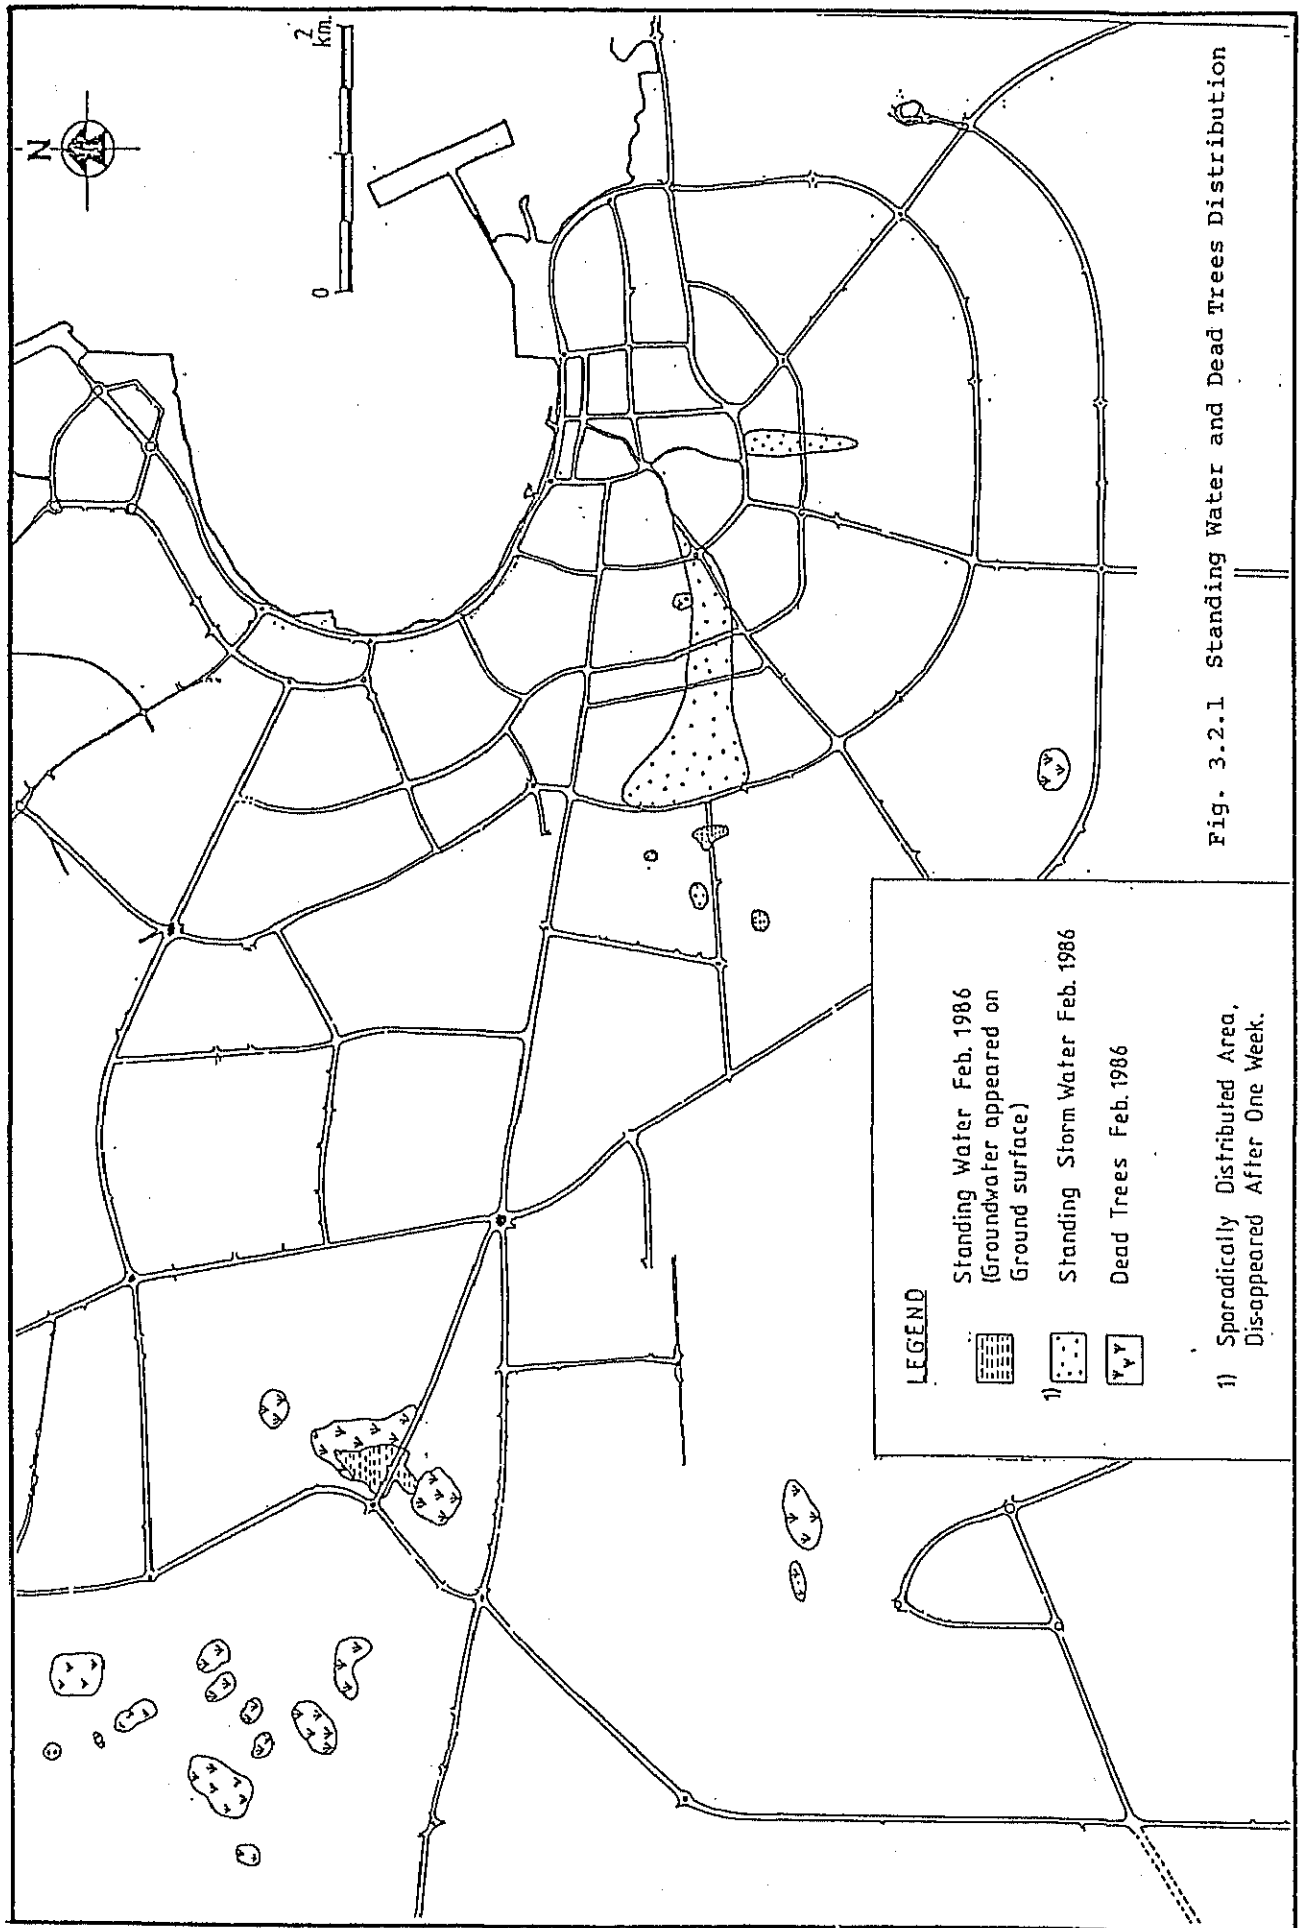 N
0
2
km.
LEGEND
Standing Water Feb. 1986
(Groundwater appeared on
Ground surface)
1)
Standing Storm Water Feb. 1986
Dead Trees Feb. 1986
1) Sporadically Distributed Area,
Dis-appeared After One Week.
Fig. 3.2.1 Standing Water and Dead Trees Distribution